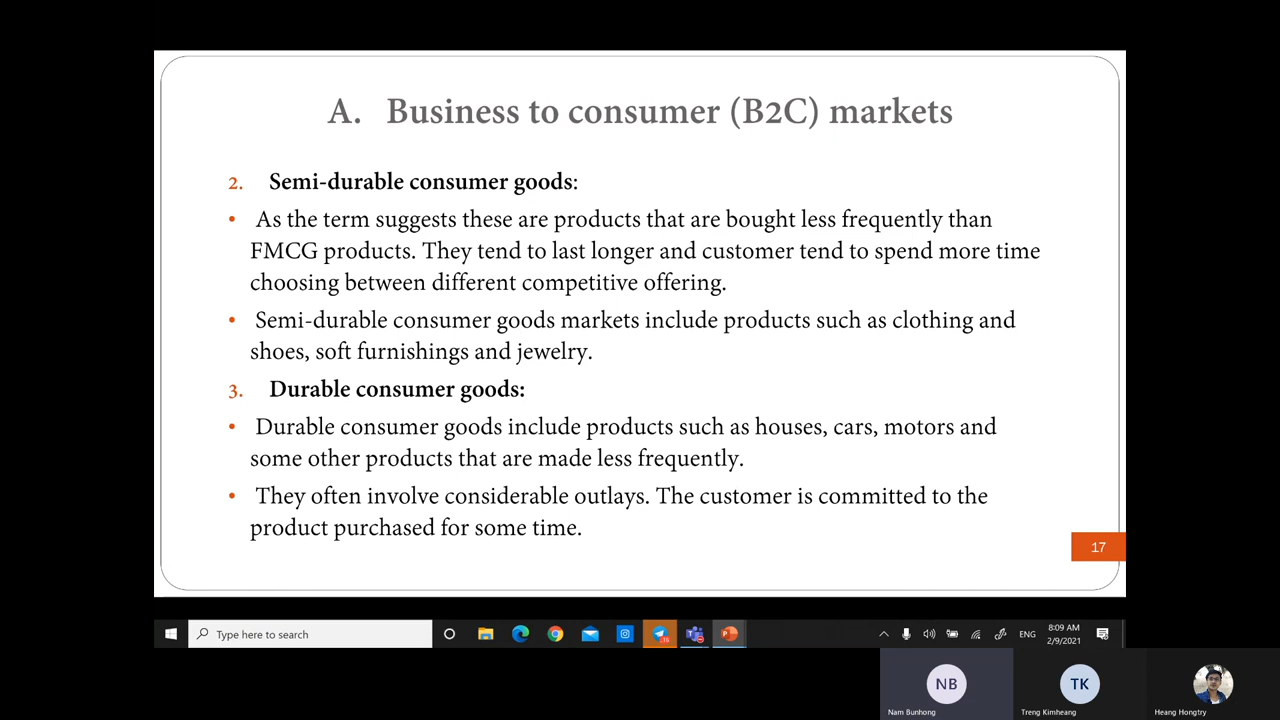 A. Business to consumer (B2C) markets
2. Semi-durable consumer goods:
• As the term suggests these are products that are bought less frequently than
FMCG products. They tend to last longer and customer tend to spend more time
choosing between different competitive offering.
• Semi-durable consumer goods markets include products such as clothing and
shoes, soft furnishings and jewelry.
3. Durable consumer goods:
• Durable consumer goods include products such as houses, cars, motors and
some other products that are made less frequently.
• They often involve considerable outlays. The customer is committed to the
product purchased for some time.
17
Type here to search
ENG
8:09 AM
2/9/2021
NB
TK
Nam Bunhong
Treng Kimheang
Heang Hongtry